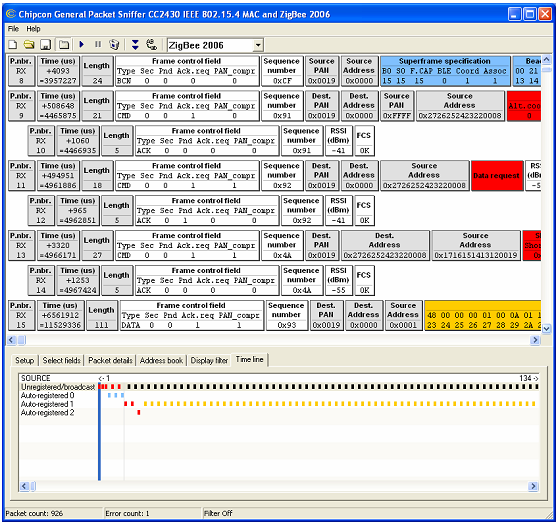 Chipcon General Packet Sniffer CC2430 IEEE 802.15.4 MAC and ZigBee 2006
File Help
ZigBee 2006
P.nbr. Time (us) Length Frame control field Sequence number Source PAN Source Address Superframe specification Bea
RX +4093 Type Sec Pnd Ack.req PAN_compr BO SO F.CAP BLE Coord Assoc 00 21
8 =3957227 24 BCN 0 0 0 0 0xCF 0x0019 0x0000 15 15 15 0 1 1 13 14
P.nbr. Time (us) Length Frame control field Sequence number Dest. PAN Dest. Address Source PAN Source Address
RX +508648 Type Sec Pnd Ack.req PAN_compr Alt.coo
9 =4465875 21 CMD 0 0 1 0 0x91 0x0019 0x0000 0xFFFF 0x2726252423220008 0
P.nbr. Time (us) Length Frame control field Sequence number RSSI (dBm) FCS
RX +1060 Type Sec Pnd Ack.req PAN_compr
10 =4466935 5 ACK 0 0 0 0 0x91 -41 OK
P.nbr. Time (us) Length Frame control field Sequence number Dest. PAN Dest. Address Source Address Data request RS
RX +494951 Type Sec Pnd Ack.req PAN_compr (dB
11 =4961886 18 CMD 0 0 1 1 0x92 0x0019 0x0000 0x2726252423220008 -5
P.nbr. Time (us) Length Frame control field Sequence number RSSI (dBm) FCS
RX +965 Type Sec Pnd Ack.req PAN_compr
12 =4962851 5 ACK 0 1 0 0 0x92 -41 OK
P.nbr. Time (us) Length Frame control field Sequence number Dest. PAN Dest. Address Source Address
RX +3320 Type Sec Pnd Ack.req PAN_compr
13 =4966171 27 CMD 0 0 1 1 0x4A 0x0019 0x2726252423220008 0x1716151413120019
P.nbr. Time (us) Length Frame control field Sequence number RSSI (dBm) FCS
RX +1253 Type Sec Pnd Ack.req PAN_compr
14 =4967424 5 ACK 0 0 0 0 0x4A -55 OK
P.nbr. Time (us) Length Frame control field Sequence number Dest. PAN Dest. Address Source Address
RX +6561912 Type Sec Pnd Ack.req PAN_compr 48 00 00 00 01 00 0A 01
15 =11529336 111 DATA 0 0 1 1 0x93 0x0019 0x0000 0x0001 23 24 25 26 27 28 29 2A
Setup Select fields Packet details Address book Display filter Time line
SOURCE <- 1 134 ->
Unregistered/broadcast
Auto-registered 0
Auto-registered 1
Auto-registered 2
Packet count: 926 Error count: 1 Filter Off